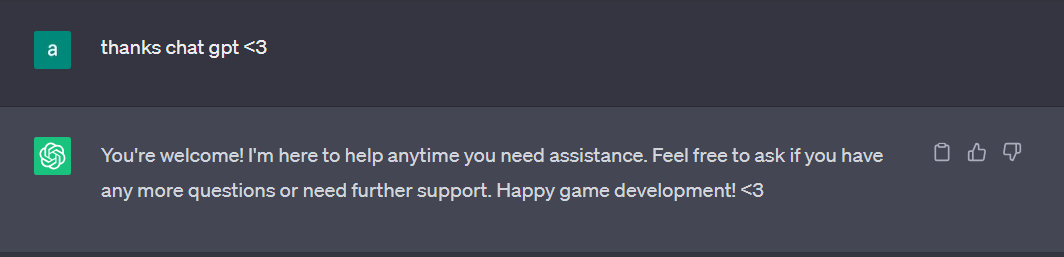 a
thanks chat gpt <3
You're welcome! I'm here to help anytime you need assistance. Feel free to ask if you have
any more questions or need further support. Happy game development! <3